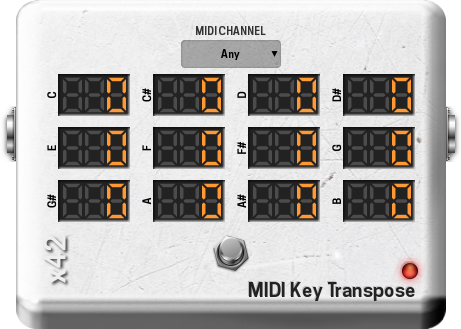 MIDI CHANNEL
Any ▾
C 0 C# 0 D 0 D# 0
E 0 F 0 F# 0 G 0
G# 0 A 0 A# 0 B 0
x42
MIDI Key Transpose